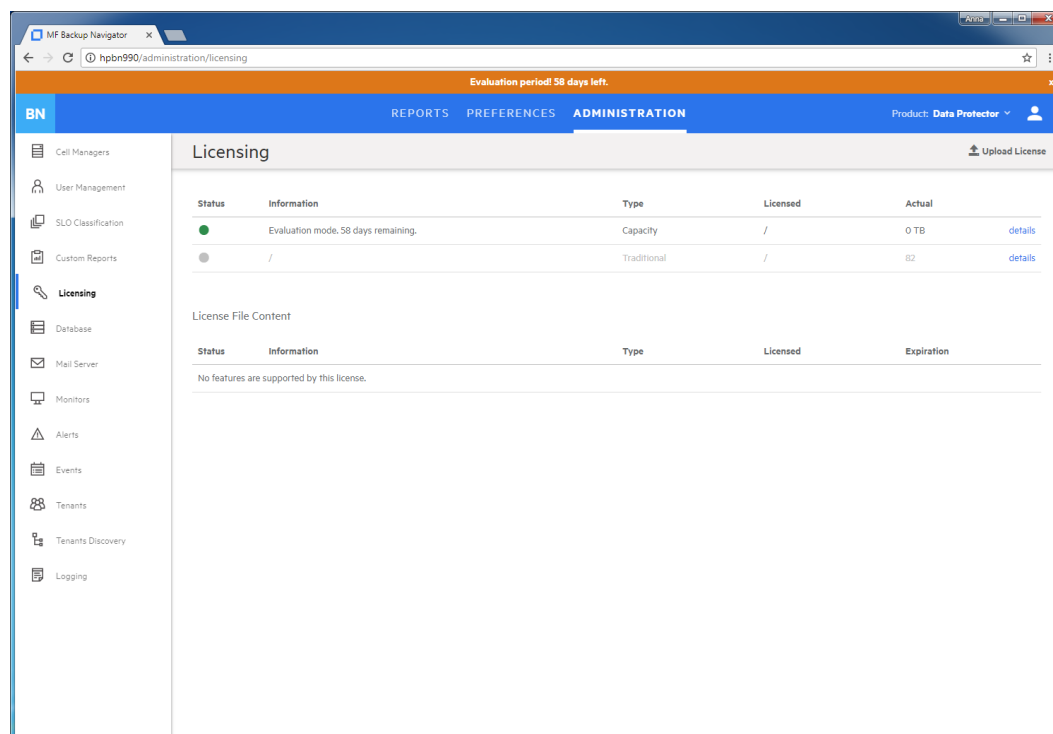 Anna
MF Backup Navigator
hpbn990/administration/licensing
Evaluation period! 58 days left.
BN REPORTS PREFERENCES ADMINISTRATION Product: Data Protector
Cell Managers
User Management
SLO Classification
Custom Reports
Licensing
Database
Mail Server
Monitors
Alerts
Events
Tenants
Tenants Discovery
Logging
Licensing Upload License
Status Information Type Licensed Actual
Evaluation mode. 58 days remaining. Capacity / 0 TB details
/ Traditional / 82 details
License File Content
Status Information Type Licensed Expiration
No features are supported by this license.